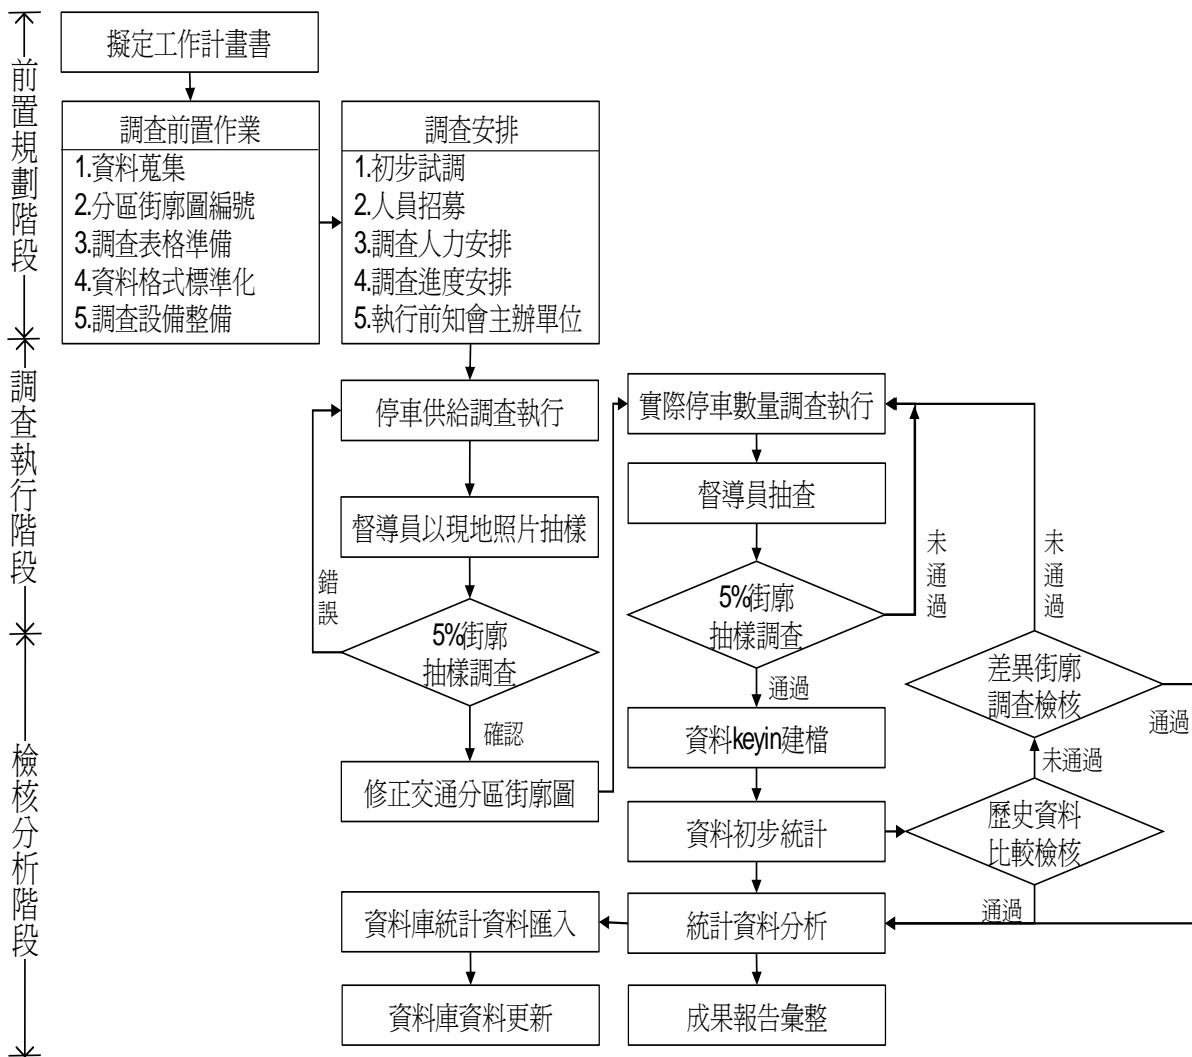 前置規劃階段
擬定工作計畫書
調查前置作業
1.資料蒐集
2.分區街廓圖編號
3.調查表格準備
4.資料格式標準化
5.調查設備整備
調查安排
1.初步試調
2.人員招募
3.調查人力安排
4.調查進度安排
5.執行前知會主辦單位
調查執行階段
停車供給調查執行
督導員以現地照片抽樣
錯誤
5%街廓
抽樣調查
確認
修正交通分區街廓圖
實際停車數量調查執行
督導員抽查
5%街廓
抽樣調查
未通過
通過
資料keyin建檔
資料初步統計
歷史資料
比較檢核
未通過
通過
差異街廓
調查檢核
未通過
通過
檢核分析階段
統計資料分析
資料庫統計資料匯入
資料庫資料更新
成果報告彙整